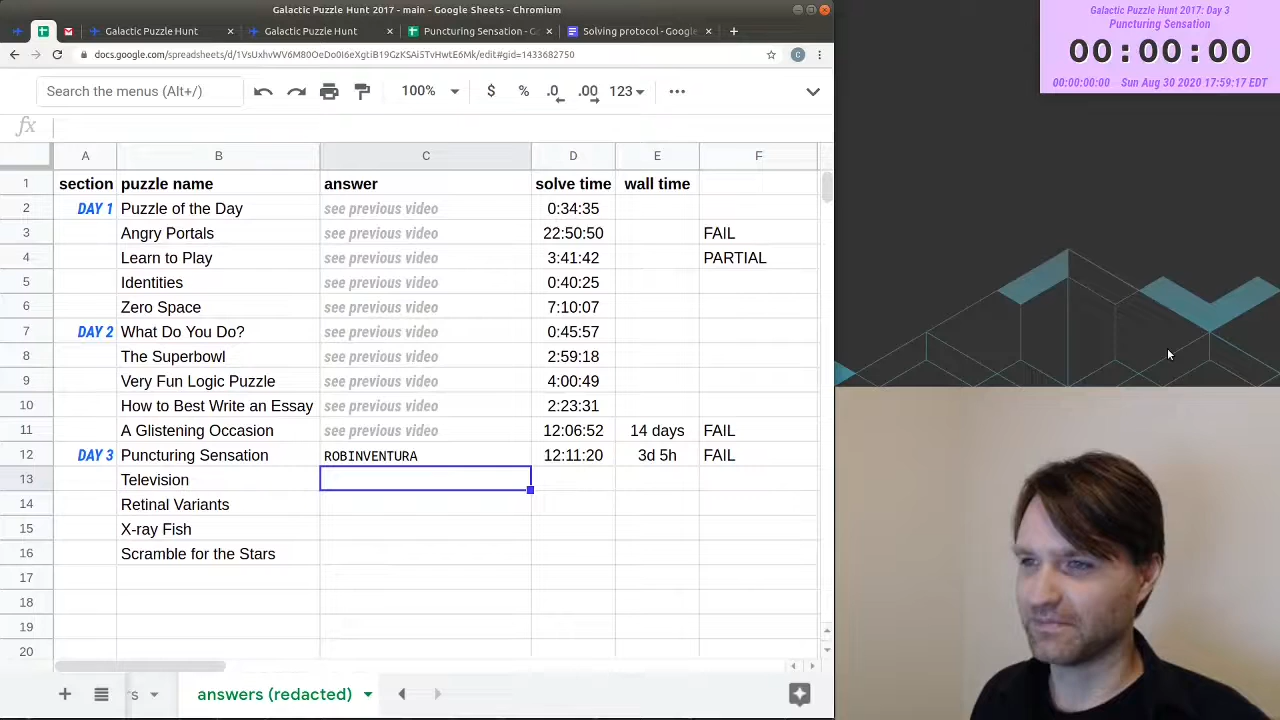 Galactic Puzzle Hunt 2017 - main - Google Sheets - Chromium
Galactic Puzzle Hunt
Galactic Puzzle Hunt
Puncturing Sensation - G
Solving protocol - Google
docs.google.com/spreadsheets/d/1VsUxhvWV6M80OeDo0I6eXgtiB19GzKSAi5TvHwtE6Mk/edit#gid=1433682750
C
Search the menus (Alt+/)
100%
$ % .0 .00 123
fx
A B C D E F
1 section puzzle name answer solve time wall time
2 DAY 1 Puzzle of the Day see previous video 0:34:35
3 Angry Portals see previous video 22:50:50 FAIL
4 Learn to Play see previous video 3:41:42 PARTIAL
5 Identities see previous video 0:40:25
6 Zero Space see previous video 7:10:07
7 DAY 2 What Do You Do? see previous video 0:45:57
8 The Superbowl see previous video 2:59:18
9 Very Fun Logic Puzzle see previous video 4:00:49
10 How to Best Write an Essay see previous video 2:23:31
11 A Glistening Occasion see previous video 12:06:52 14 days FAIL
12 DAY 3 Puncturing Sensation ROBINVENTURA 12:11:20 3d 5h FAIL
13 Television
14 Retinal Variants
15 X-ray Fish
16 Scramble for the Stars
17
18
19
20
s
answers (redacted)
Galactic Puzzle Hunt 2017: Day 3
Puncturing Sensation
00:00:00
00:00:00:00 Sun Aug 30 2020 17:59:17 EDT